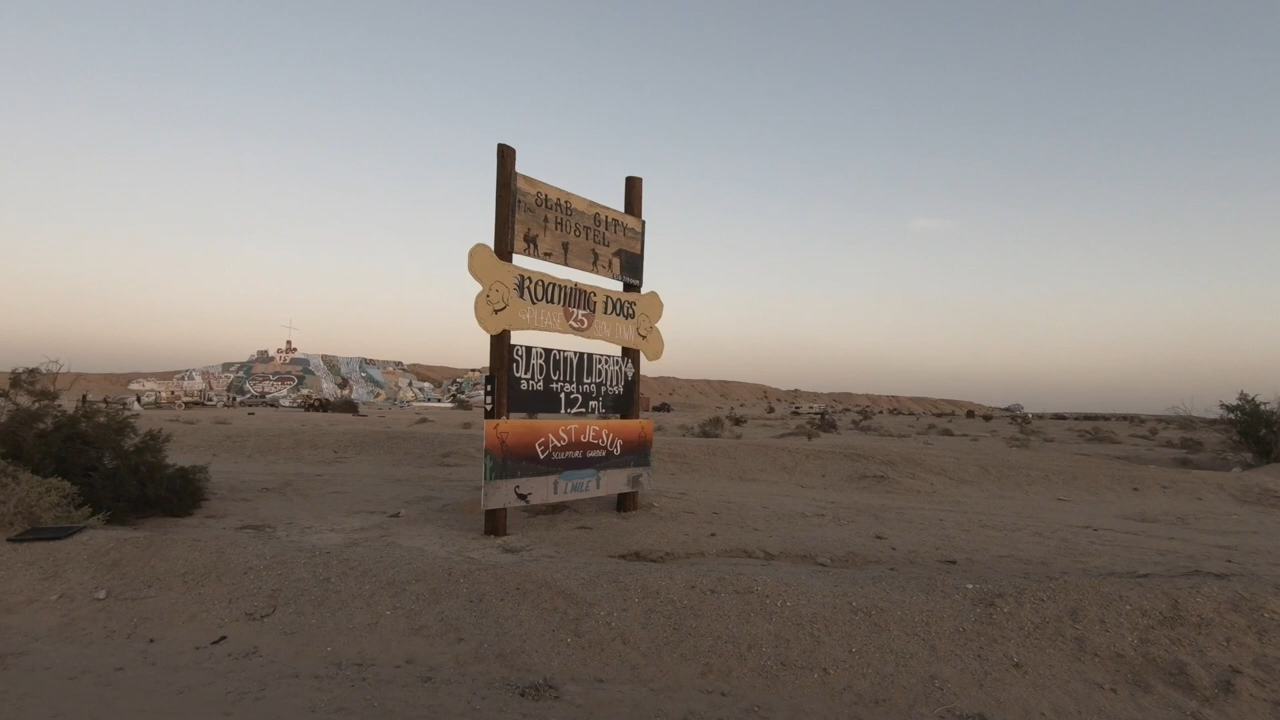 SLAB CITY
HOSTEL
ROAMING DOGS
PLEASE 25 SLOW DOWN
SLAB CITY LIBRARY
and trading post
1.2 mi.
EAST JESUS
SCULPTURE GARDEN
1 MILE